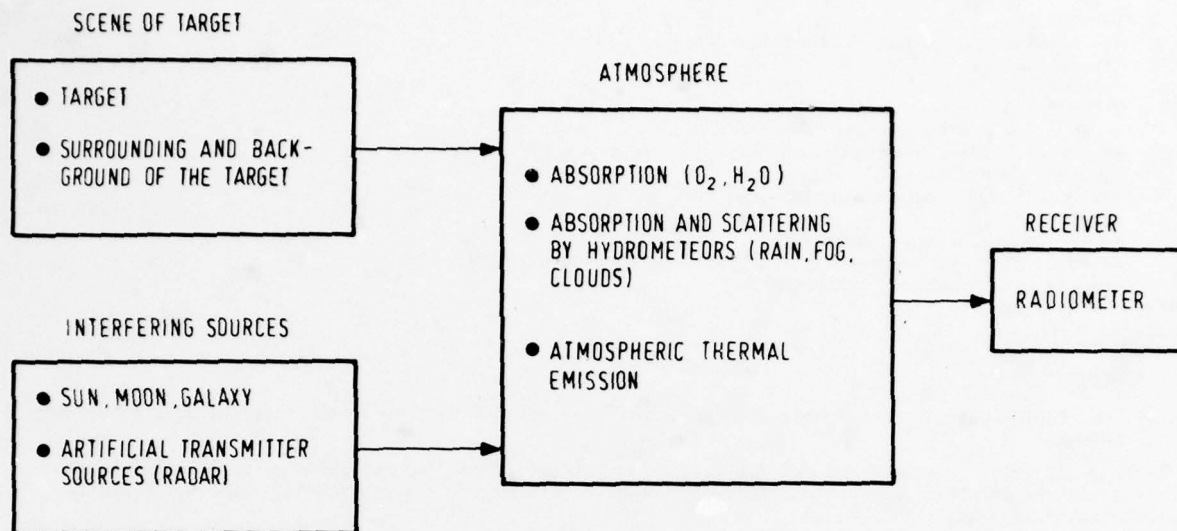 SCENE OF TARGET
● TARGET
● SURROUNDING AND BACK-
GROUND OF THE TARGET
INTERFERING SOURCES
● SUN, MOON, GALAXY
● ARTIFICIAL TRANSMITTER
SOURCES (RADAR)
ATMOSPHERE
● ABSORPTION (O₂, H₂O)
● ABSORPTION AND SCATTERING
BY HYDROMETEORS (RAIN, FOG,
CLOUDS)
● ATMOSPHERIC THERMAL
EMISSION
RECEIVER
RADIOMETER